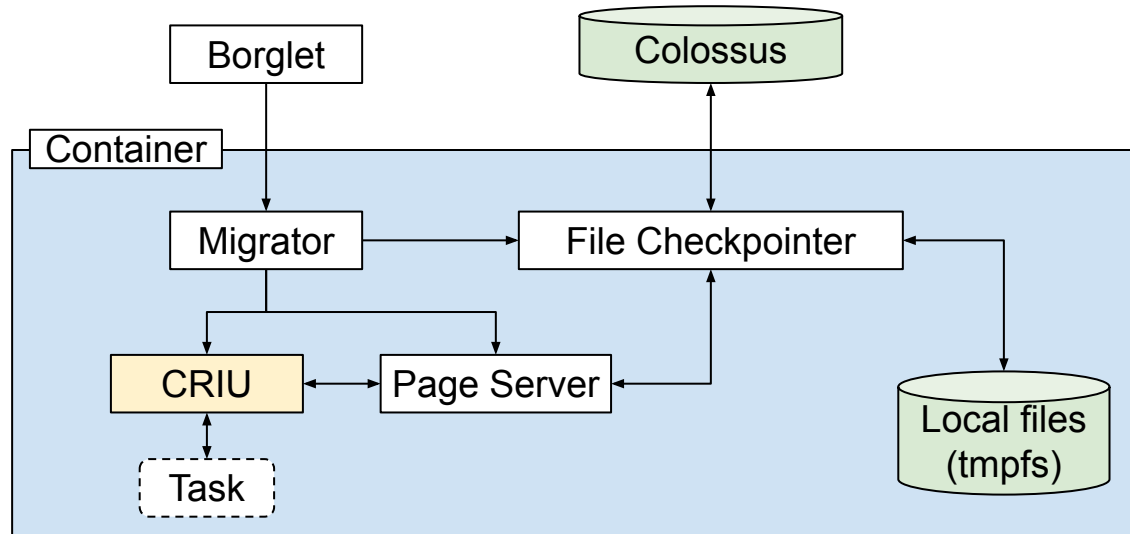 Borglet
Colossus
Container
Migrator
File Checkpointer
CRIU
Page Server
Local files
(tmpfs)
Task